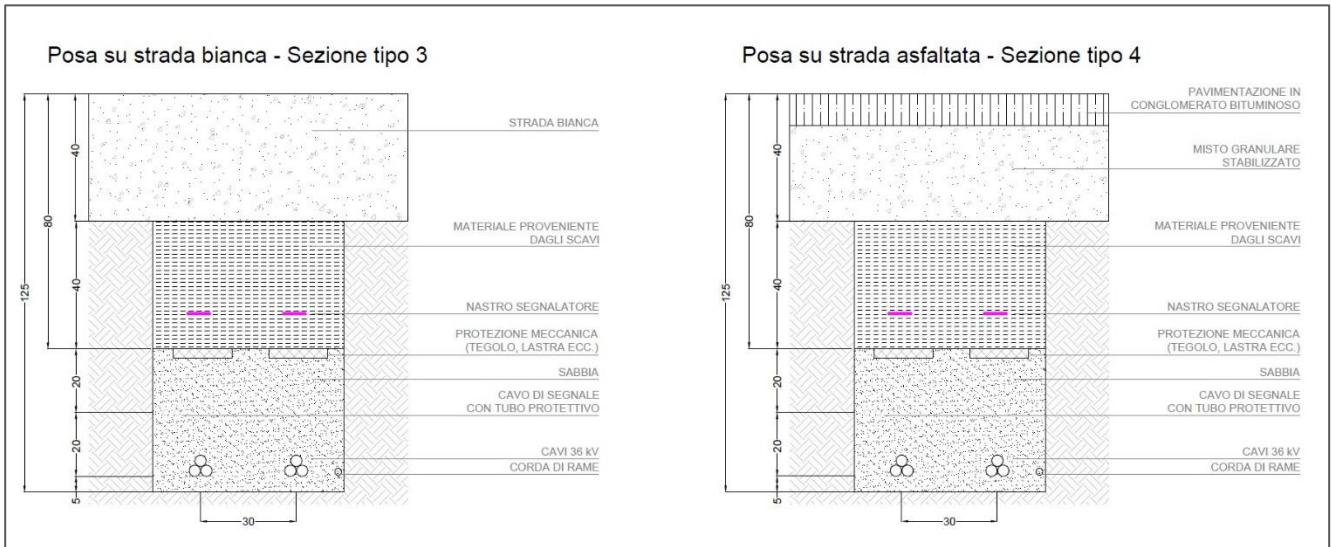 Posa su strada bianca - Sezione tipo 3
STRADA BIANCA
MATERIALE PROVENIENTE
DAGLI SCAVI
NASTRO SEGNALATORE
PROTEZIONE MECCANICA
(TEGOLO, LASTRA ECC.)
SABBIA
CAVO DI SEGNALE
CON TUBO PROTETTIVO
CAVI 36 kV
CORDA DI RAME
125
80
40
40
20
20
5
30
Posa su strada asfaltata - Sezione tipo 4
PAVIMENTAZIONE IN
CONGLOMERATO BITUMINOSO
MISTO GRANULARE
STABILIZZATO
MATERIALE PROVENIENTE
DAGLI SCAVI
NASTRO SEGNALATORE
PROTEZIONE MECCANICA
(TEGOLO, LASTRA ECC.)
SABBIA
CAVO DI SEGNALE
CON TUBO PROTETTIVO
CAVI 36 kV
CORDA DI RAME
125
80
40
40
20
20
5
30